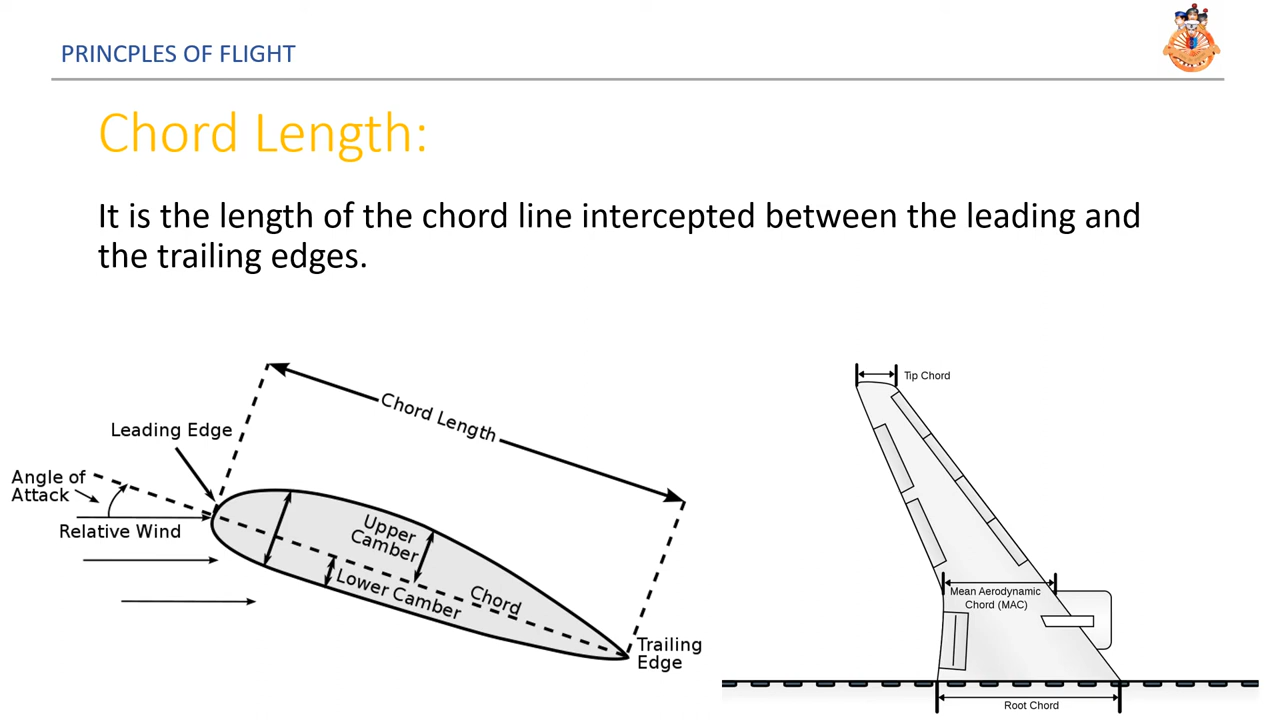 PRINCPLES OF FLIGHT
Chord Length:
It is the length of the chord line intercepted between the leading and
the trailing edges.
Chord Length
Leading Edge
Angle of
Attack
Relative Wind
Upper
Camber
Lower Camber
Chord
Trailing
Edge
Tip Chord
Mean Aerodynamic
Chord (MAC)
Root Chord